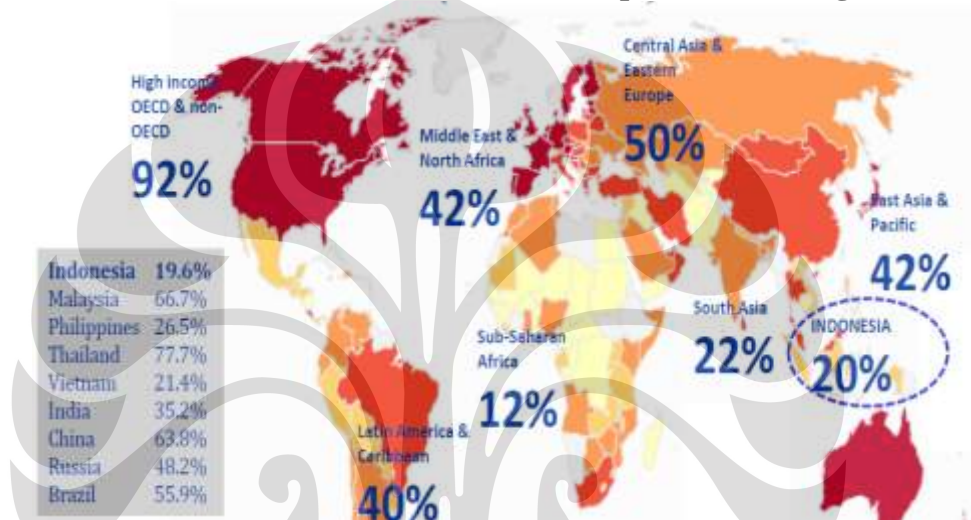 Central Asia &
Eastern
Europe
50%
High income
OECD & non-
OECD
92%
Middle East &
North Africa
42%
East Asia &
Pacific
42%
Indonesia 19.6%
Malaysia 66.7%
Philippines 26.5%
Thailand 77.7%
Vietnam 21.4%
India 35.2%
China 63.8%
Russia 48.2%
Brazil 55.9%
South Asia
22%
INDONESIA
20%
Sub-Saharan
Africa
12%
Latin America &
Caribbean
40%